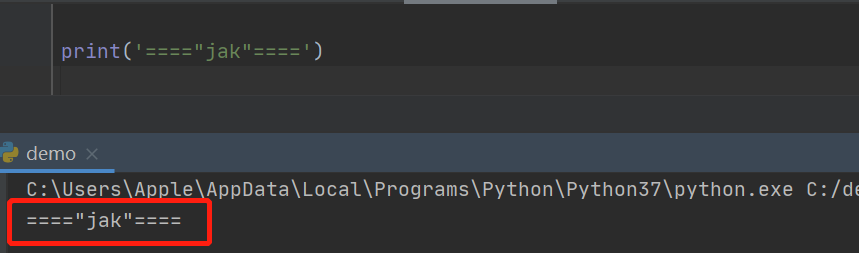 print('===="jak"====')
demo
C:\Users\Apple\AppData\Local\Programs\Python\Python37\python.exe C:/de
===="jak"====